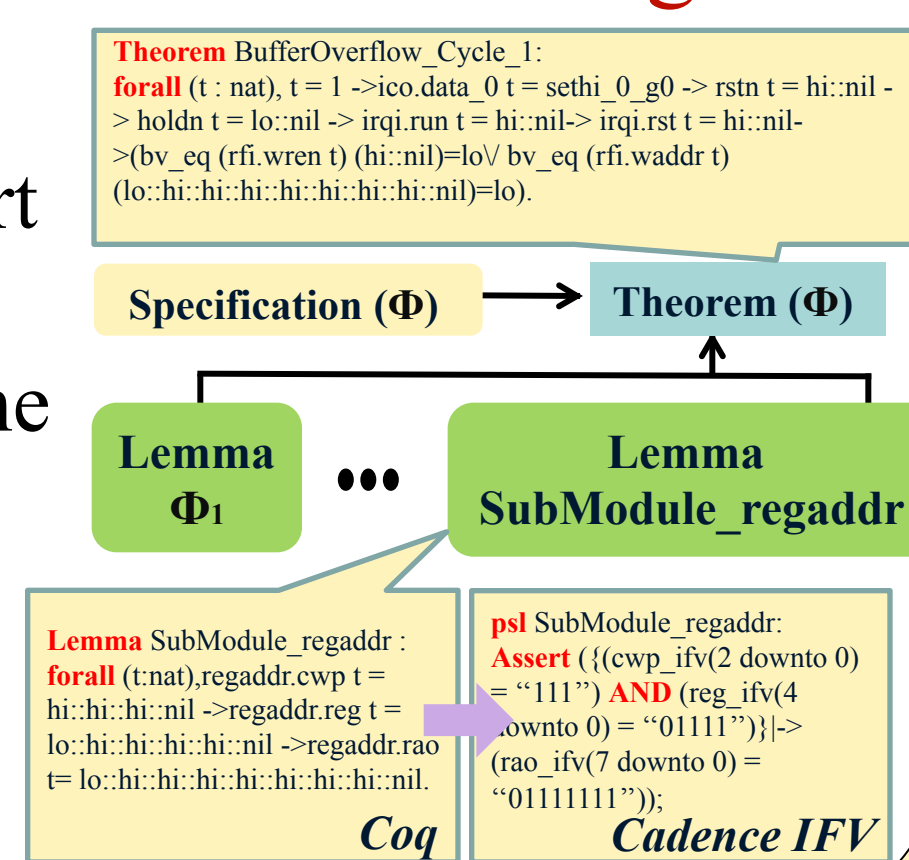 Theorem BufferOverflow_Cycle_1:
forall (t : nat), t = 1 ->ico.data_0 t = sethi_0_g0 -> rstn t = hi::nil -
> holdn t = lo::nil -> irqi.run t = hi::nil-> irqi.rst t = hi::nil-
>(bv_eq (rfi.wren t) (hi::nil)=lo\/ bv_eq (rfi.waddr t)
(lo::hi::hi::hi::hi::hi::hi::hi::nil)=lo).
rt
Specification (Φ)
Theorem (Φ)
ne
Lemma
Φ1
•••
Lemma
SubModule_regaddr
Lemma SubModule_regaddr :
forall (t:nat),regaddr.cwp t =
hi::hi::hi::nil ->regaddr.reg t =
lo::hi::hi::hi::hi::nil ->regaddr.rao
t= lo::hi::hi::hi::hi::hi::hi::hi::nil.
Coq
psl SubModule_regaddr:
Assert ({(cwp_ifv(2 downto 0)
= ‘‘111’’) AND (reg_ifv(4
downto 0) = ‘‘01111’’)}|->
(rao_ifv(7 downto 0) =
‘‘01111111’’));
Cadence IFV